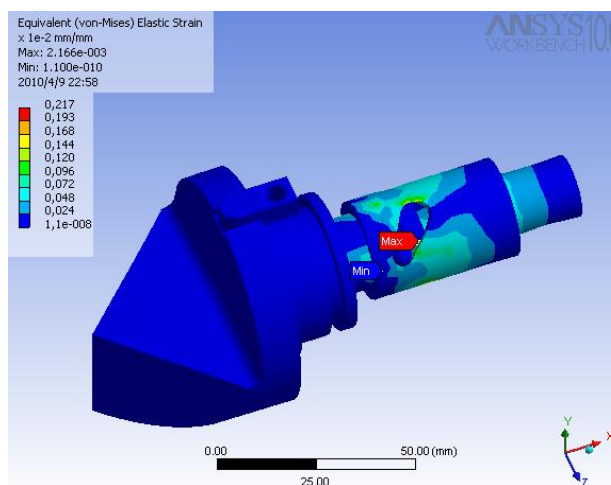 Equivalent (von-Mises) Elastic Strain
x 1e-2 mm/mm
Max: 2.166e-003
Min: 1.100e-010
2010/4/9 22:58
0,217
0,193
0,168
0,144
0,120
0,096
0,072
0,048
0,024
1,1e-008
ANSYS
WORKBENCH
Max
Min
0.00 50.00 (mm)
25.00
Y
X
Z